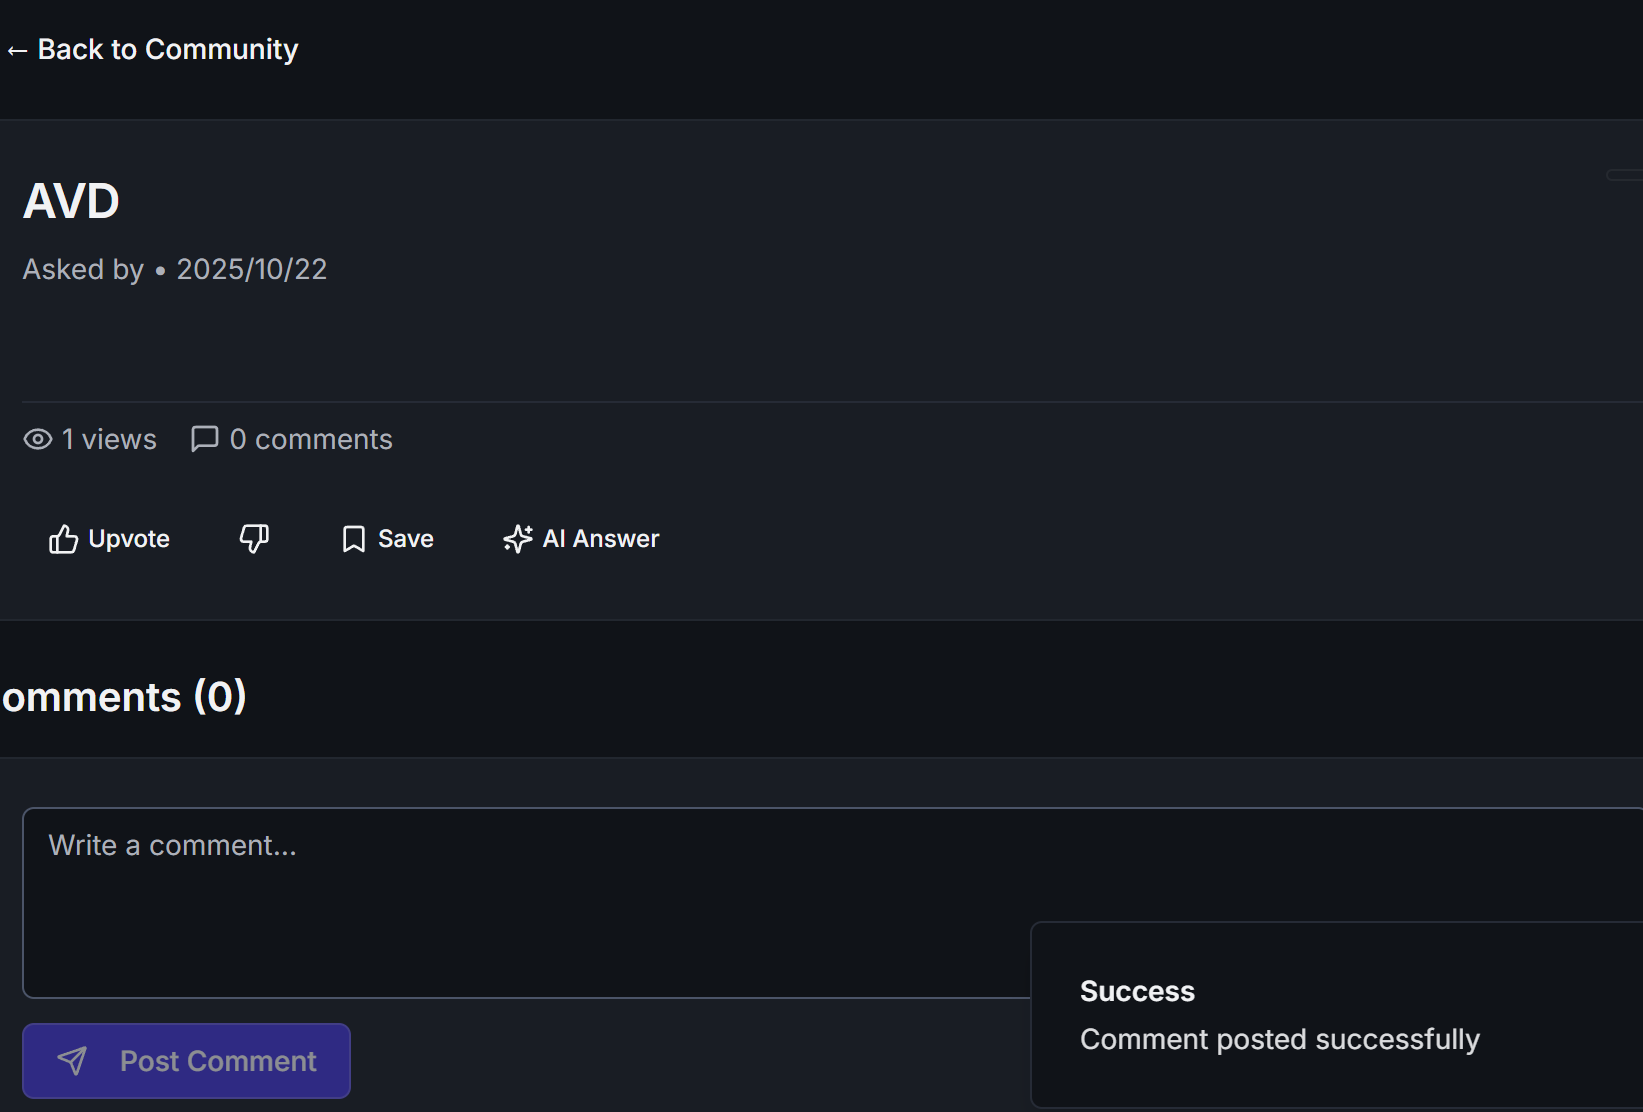 ← Back to Community
AVD
Asked by • 2025/10/22
1 views 0 comments
Upvote Save AI Answer
omments (0)
Write a comment...
Success
Comment posted successfully
Post Comment